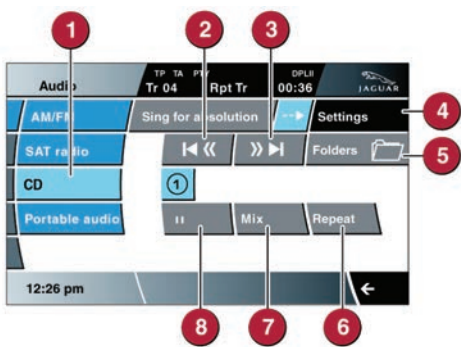 1 2 3
Audio TP TA PTY DPLII
Tr 04 Rpt Tr 00:36 JAGUAR
AM/FM Sing for absolution Settings 4
SAT radio Folders 5
CD 1
Portable audio Mix Repeat
12:26 pm
8 7 6